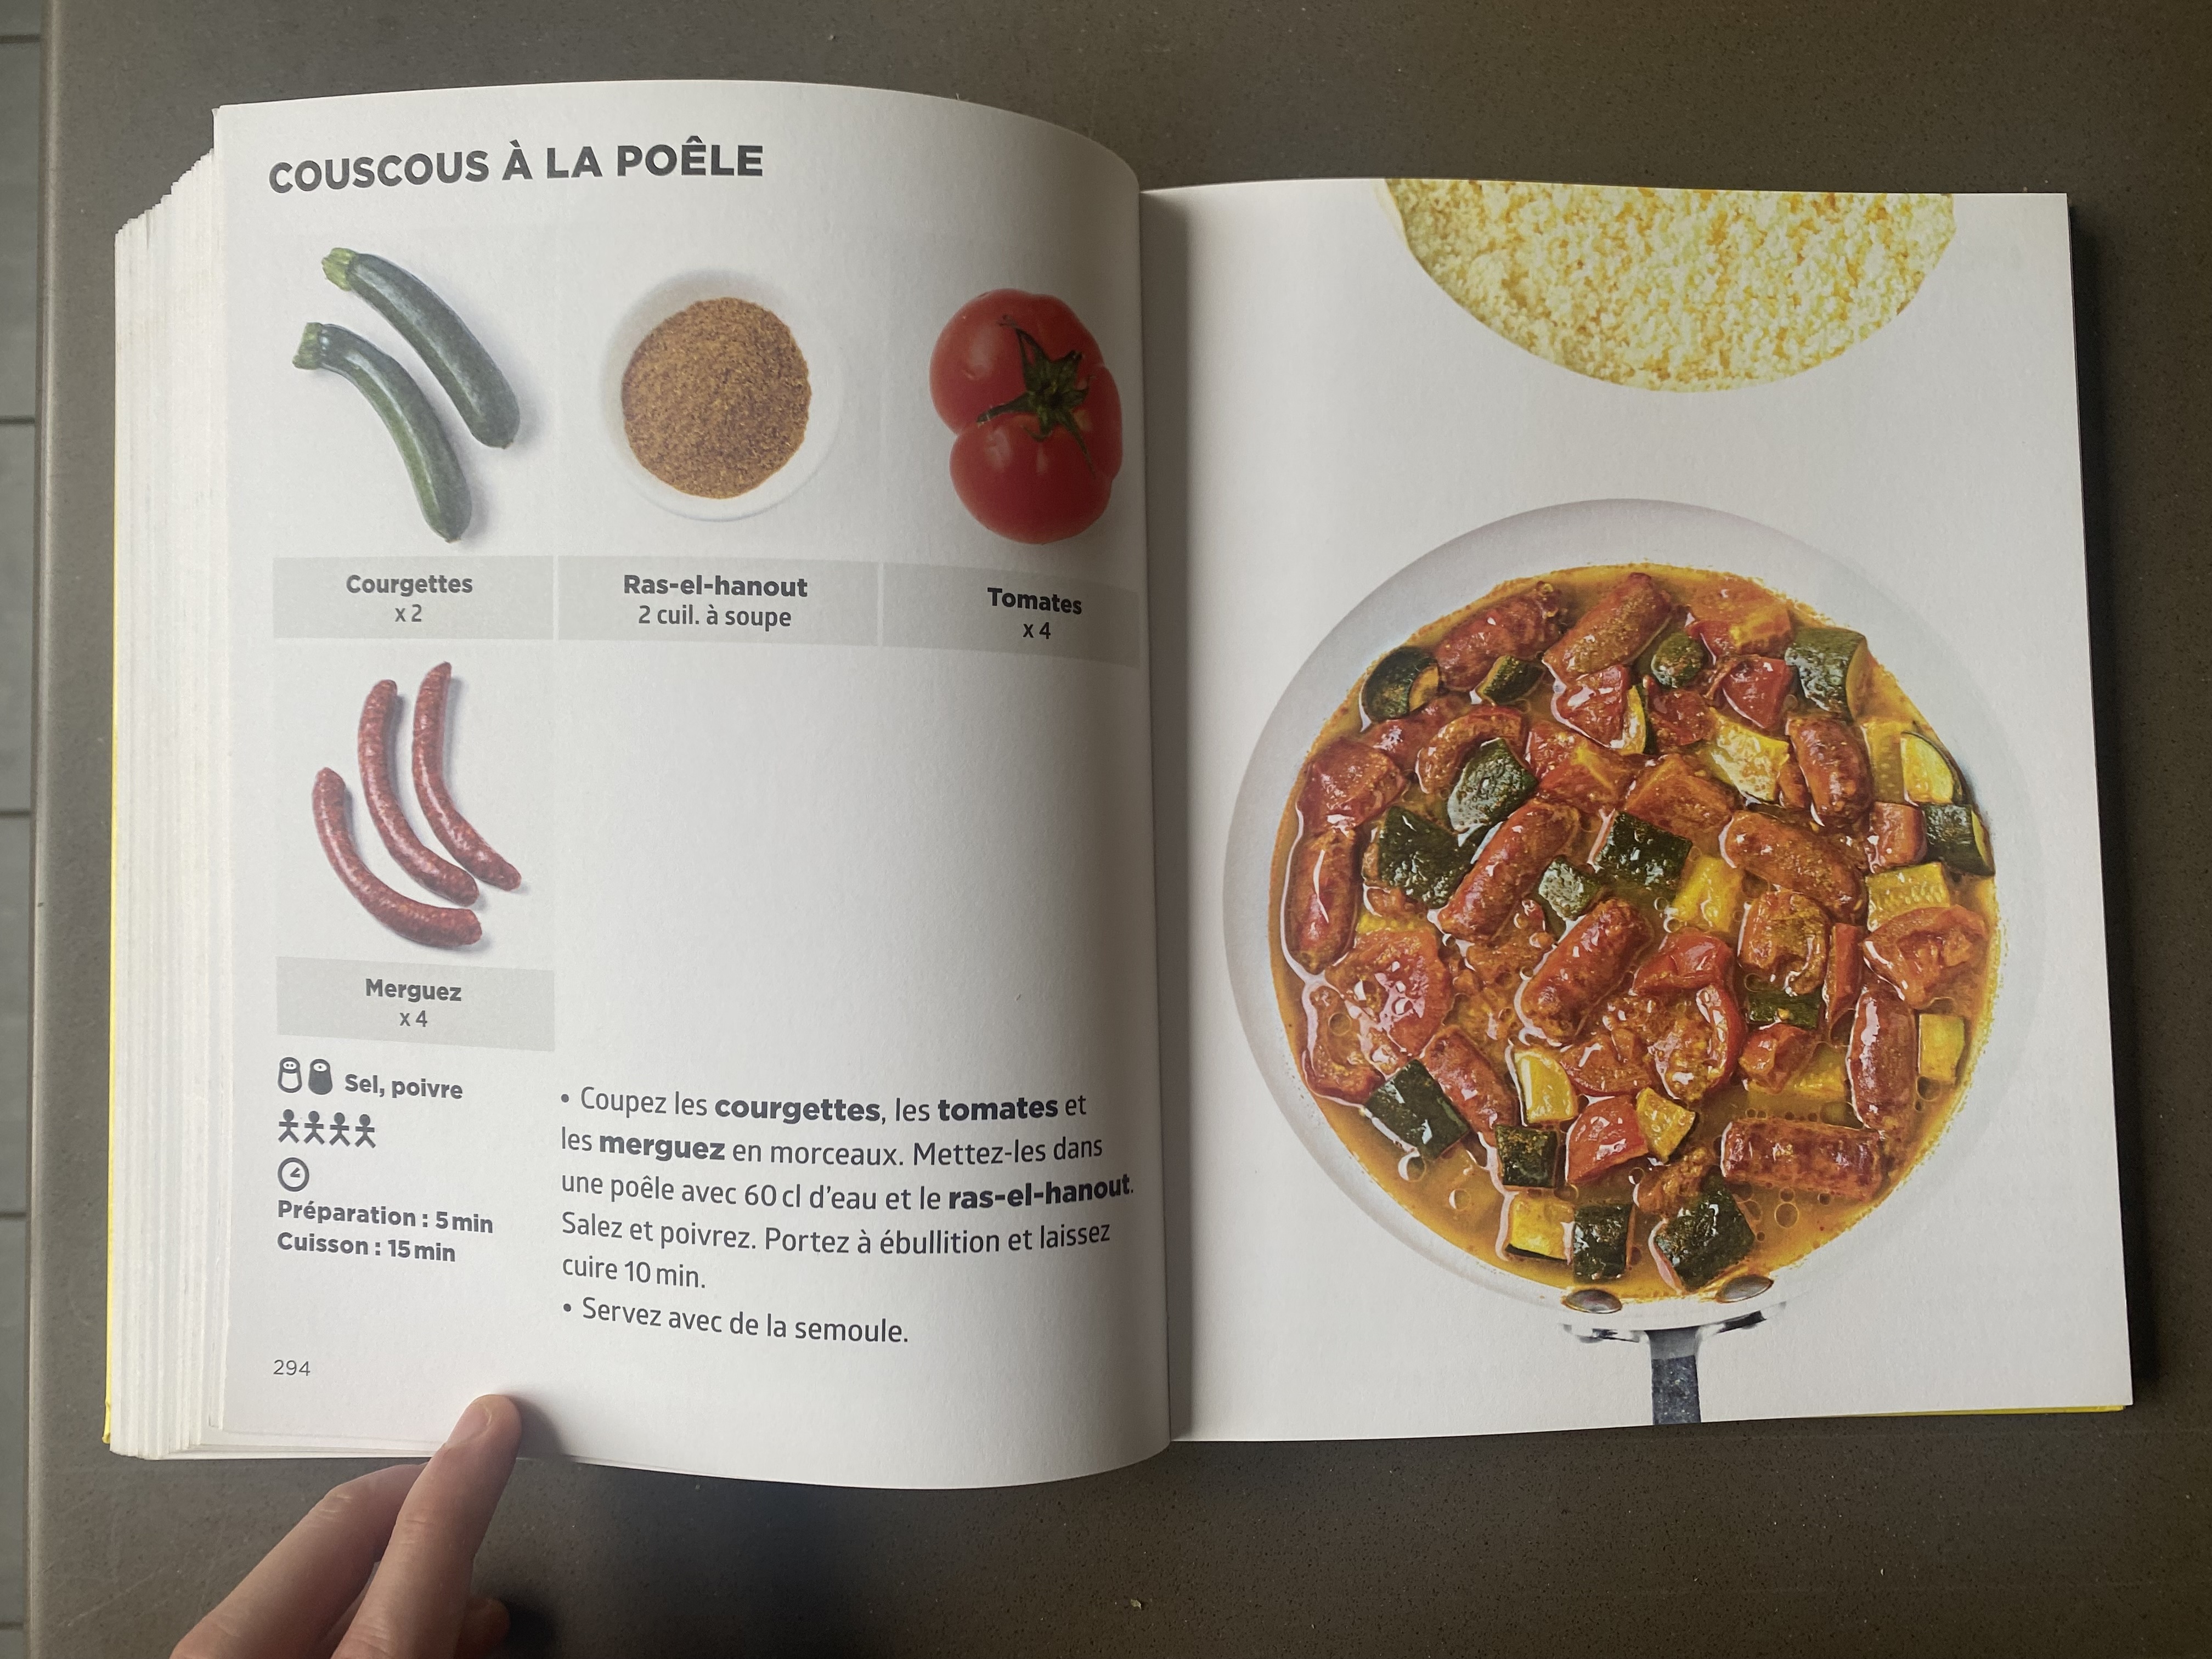 COUSCOUS À LA POÊLE
Courgettes
x 2
Ras-el-hanout
2 cuil. à soupe
Tomates
x 4
Merguez
x 4
Sel, poivre
Préparation : 5 min
Cuisson : 15 min
• Coupez les courgettes, les tomates et
les merguez en morceaux. Mettez-les dans
une poêle avec 60 cl d'eau et le ras-el-hanout.
Salez et poivrez. Portez à ébullition et laissez
cuire 10 min.
• Servez avec de la semoule.
294